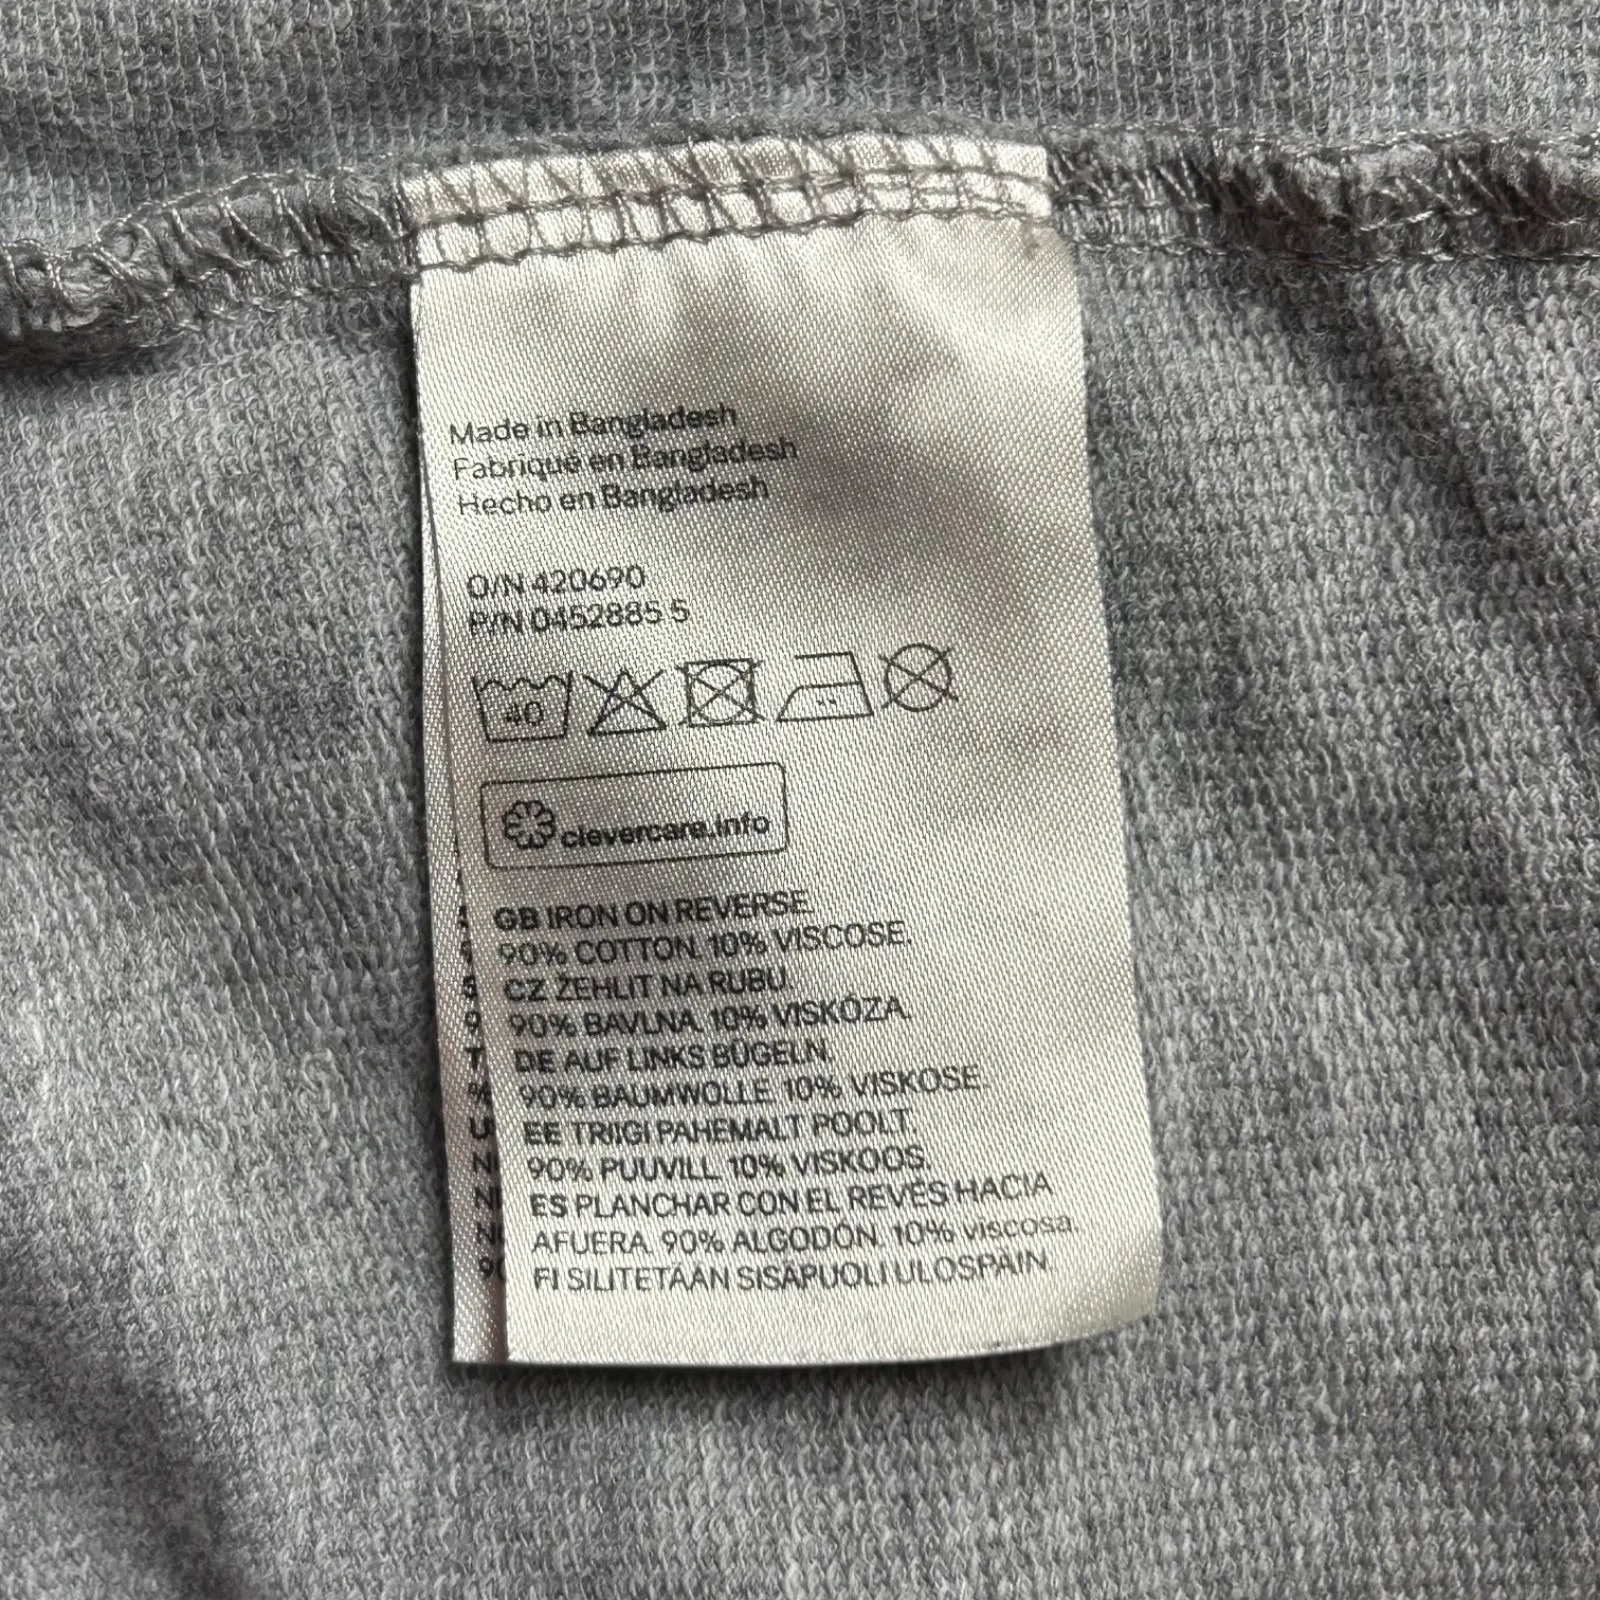 Made in Bangladesh
Fabriqué en Bangladesh
Hecho en Bangladesh
O/N 420690
P/N 0452885 5
40
clevercare.info
GB IRON ON REVERSE.
90% COTTON. 10% VISCOSE.
CZ ŽEHLIT NA RUBU.
90% BAVLNA. 10% VISKÓZA.
DE AUF LINKS BÜGELN.
90% BAUMWOLLE. 10% VISKOSE.
EE TRIIGI PAHEMALT POOLT.
90% PUUVILL 10% VISKOOS.
ES PLANCHAR CON EL REVÉS HACIA
AFUERA. 90% ALGODÓN. 10% viscosa.
FI SILITETÄÄN SISÄPUOLI ULOSPÄIN.